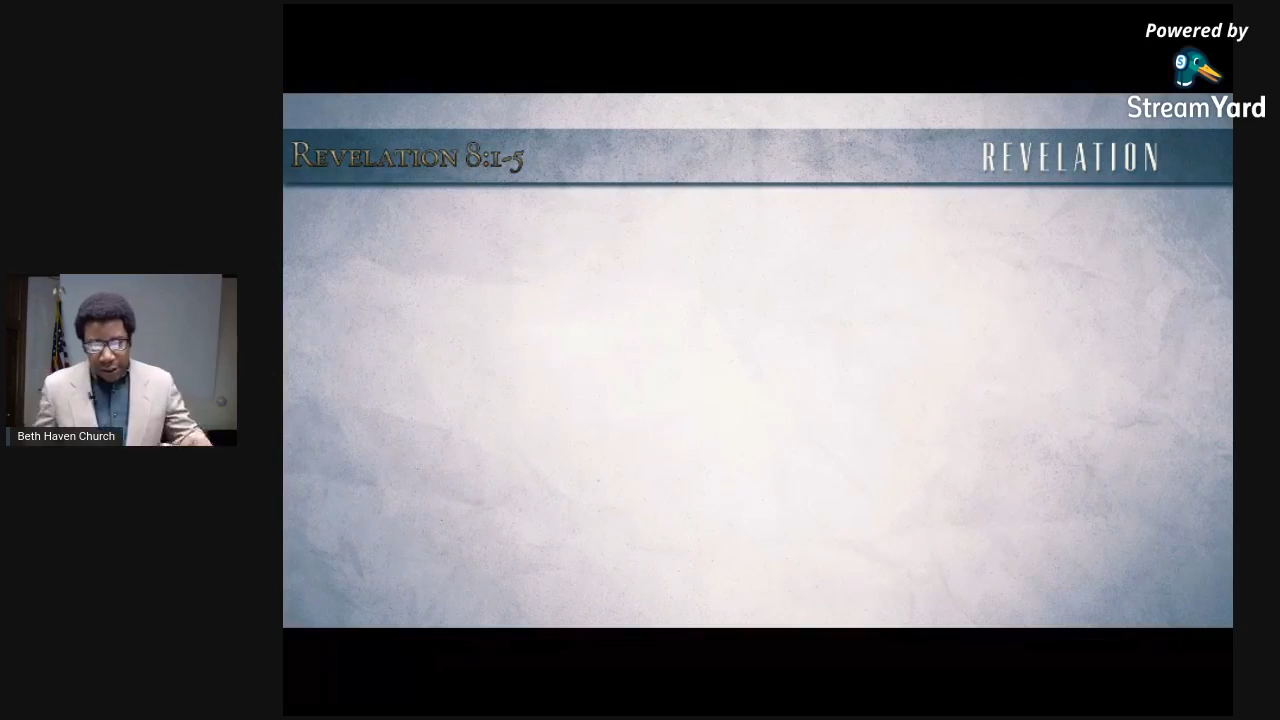 Powered by
StreamYard
Revelation 8:1-5
REVELATION
Beth Haven Church